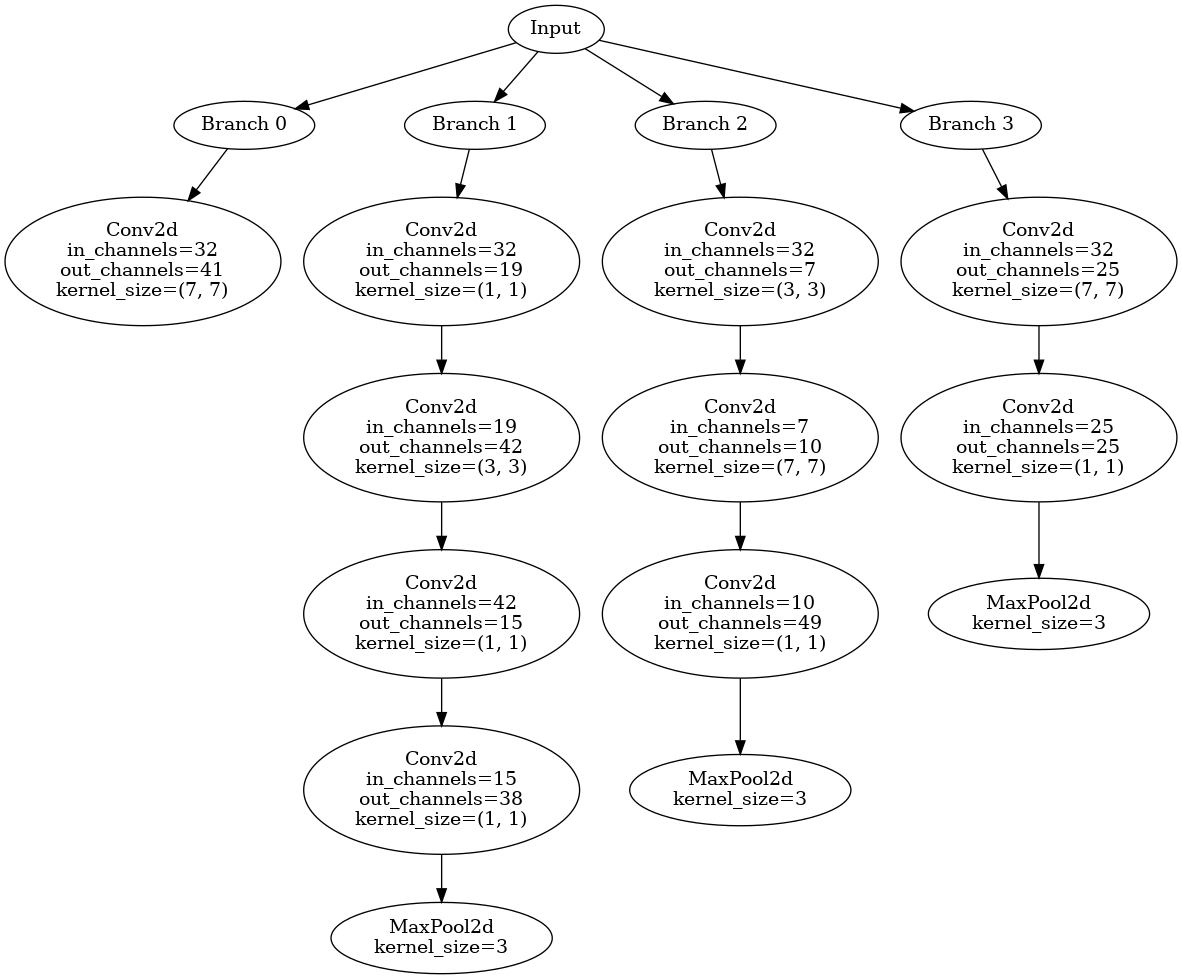 Input
Branch 0
Branch 1
Branch 2
Branch 3
Conv2d
in_channels=32
out_channels=41
kernel_size=(7, 7)
Conv2d
in_channels=32
out_channels=19
kernel_size=(1, 1)
Conv2d
in_channels=32
out_channels=7
kernel_size=(3, 3)
Conv2d
in_channels=32
out_channels=25
kernel_size=(7, 7)
Conv2d
in_channels=19
out_channels=42
kernel_size=(3, 3)
Conv2d
in_channels=7
out_channels=10
kernel_size=(7, 7)
Conv2d
in_channels=25
out_channels=25
kernel_size=(1, 1)
Conv2d
in_channels=42
out_channels=15
kernel_size=(1, 1)
Conv2d
in_channels=10
out_channels=49
kernel_size=(1, 1)
MaxPool2d
kernel_size=3
Conv2d
in_channels=15
out_channels=38
kernel_size=(1, 1)
MaxPool2d
kernel_size=3
MaxPool2d
kernel_size=3